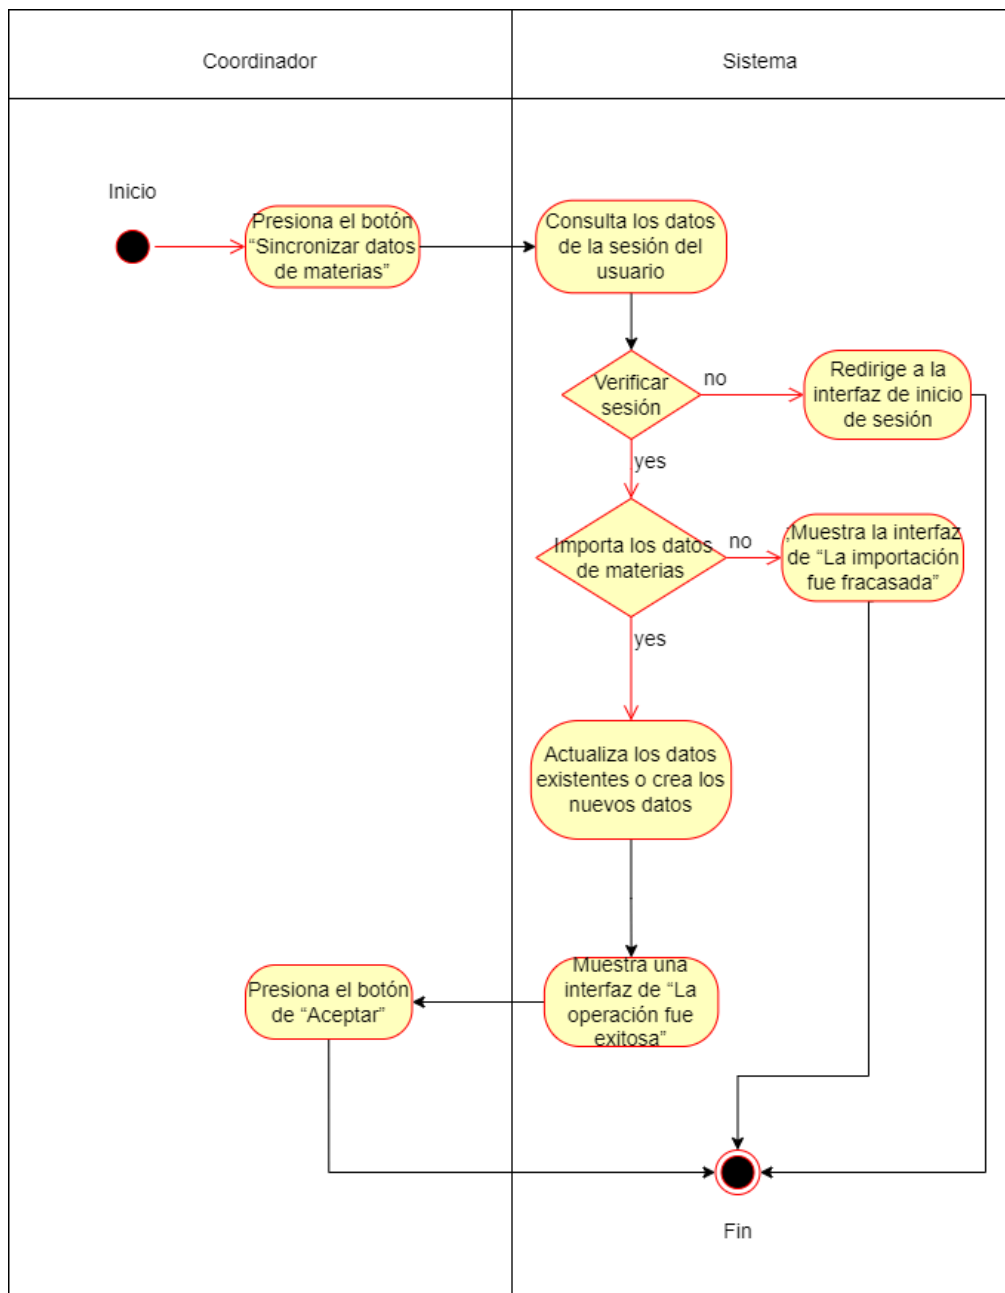 Coordinador
Sistema
Inicio
Presiona el botón
“Sincronizar datos
de materias”
Consulta los datos
de la sesión del
usuario
Verificar
sesión
no
Redirige a la
interfaz de inicio
de sesión
yes
Importa los datos
de materias
no
;Muestra la interfaz
de “La importación
fue fracasada”
yes
Actualiza los datos
existentes o crea los
nuevos datos
Muestra una
interfaz de “La
operación fue
exitosa”
Presiona el botón
de “Aceptar”
Fin